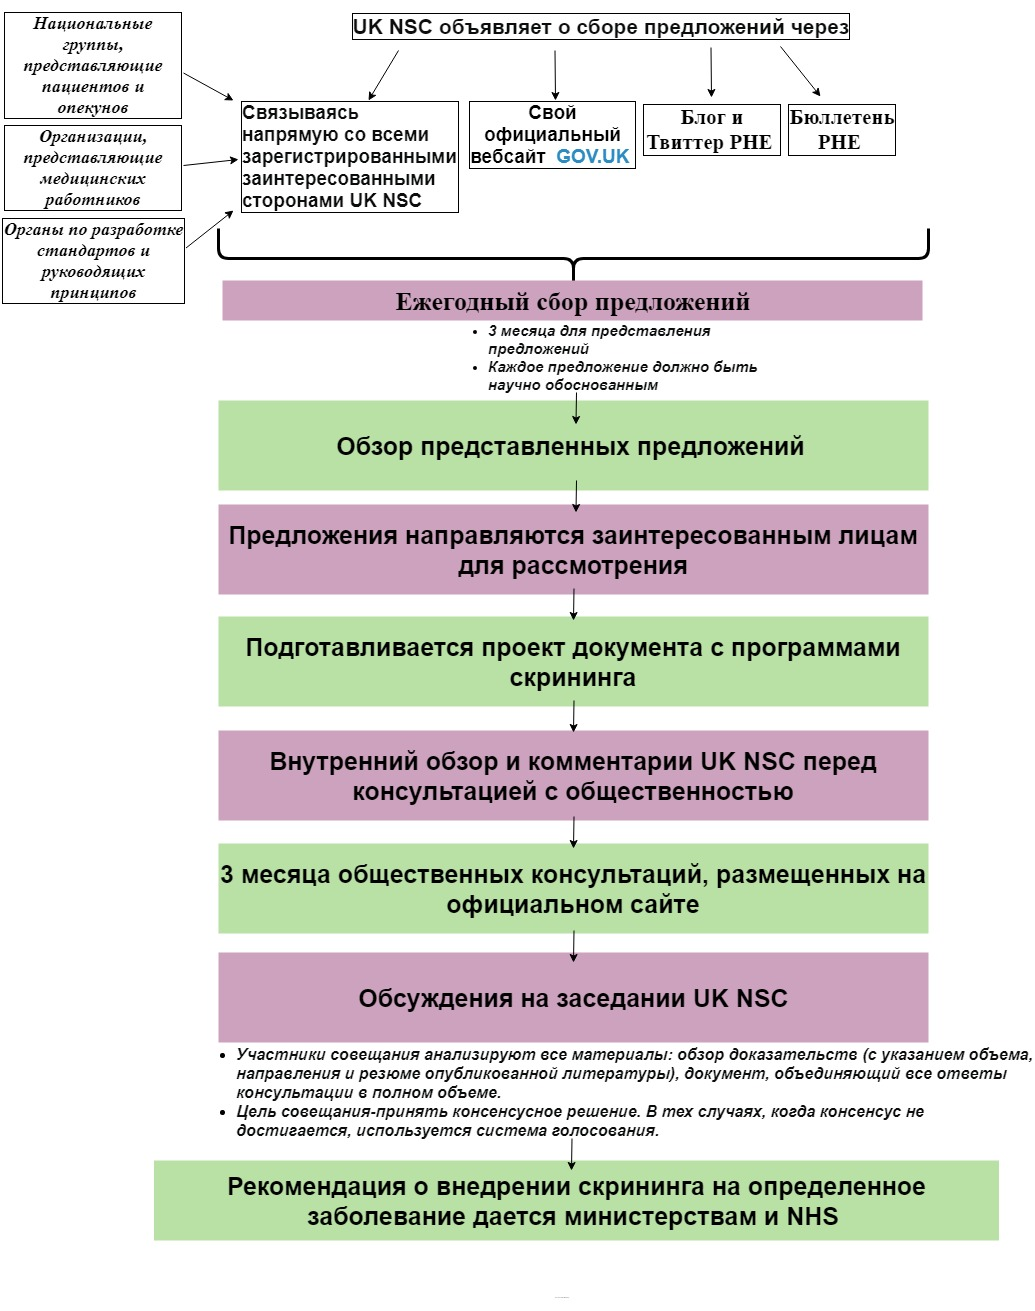 UK NSC объявляет о сборе предложений через
Национальные
группы,
представляющие
пациентов и
опекунов
Организации,
представляющие
медицинских
работников
Органы по разработке
стандартов и
руководящих
принципов
Связываясь
напрямую со всеми
зарегистрированными
заинтересованными
сторонами UK NSC
Свой
официальный
вебсайт GOV.UK
Блог и
Твиттер PHE
Бюллетень
PHE
Ежегодный сбор предложений
• 3 месяца для представления
предложений
• Каждое предложение должно быть
научно обоснованным
Обзор представленных предложений
Предложения направляются заинтересованным лицам
для рассмотрения
Подготавливается проект документа с программами
скрининга
Внутренний обзор и комментарии UK NSC перед
консультацией с общественностью
3 месяца общественных консультаций, размещенных на
официальном сайте
Обсуждения на заседании UK NSC
• Участники совещания анализируют все материалы: обзор доказательств (с указанием объема,
направления и резюме опубликованной литературы), документ, объединяющий все ответы
консультации в полном объеме.
• Цель совещания-принять консенсусное решение. В тех случаях, когда консенсус не
достигается, используется система голосования.
Рекомендация о внедрении скрининга на определенное
заболевание дается министерствам и NHS